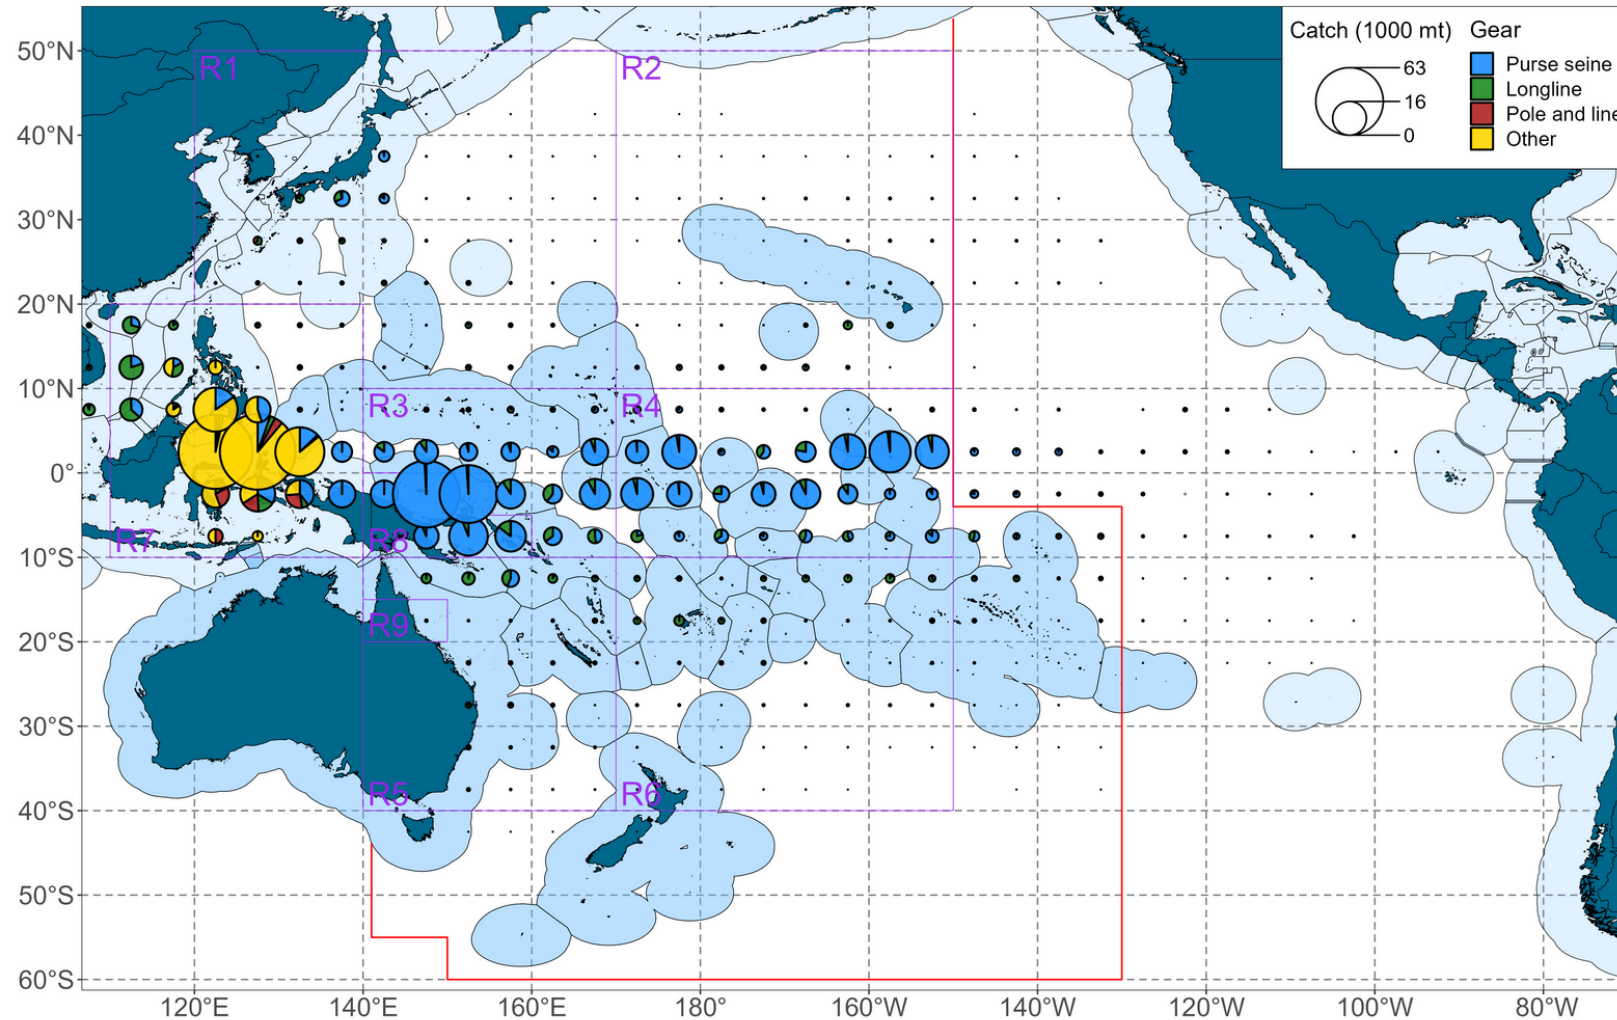 Catch (1000 mt)
63
16
0
Gear
Purse seine
Longline
Pole and line
Other
50°N
40°N
30°N
20°N
10°N
0°
10°S
20°S
30°S
40°S
50°S
60°S
R1
R2
R3
R4
R7
R8
R9
R5
R6
120°E
140°E
160°E
180°
160°W
140°W
120°W
100°W
80°W